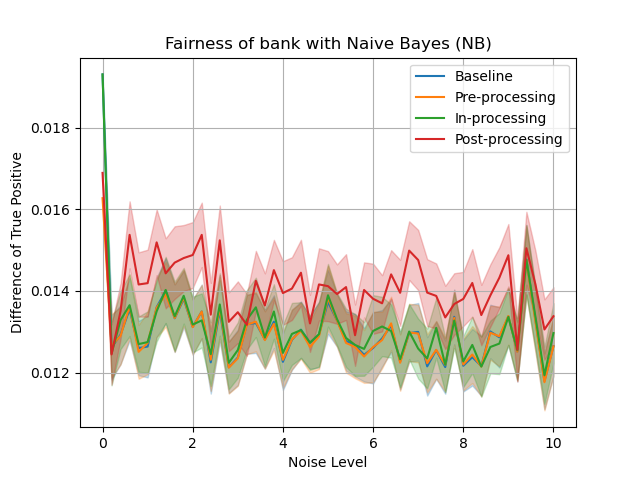 Fairness of bank with Naive Bayes (NB)
Baseline
Pre-processing
In-processing
Post-processing
Difference of True Positive
0.018
0.016
0.014
0.012
0
2
4
6
8
10
Noise Level